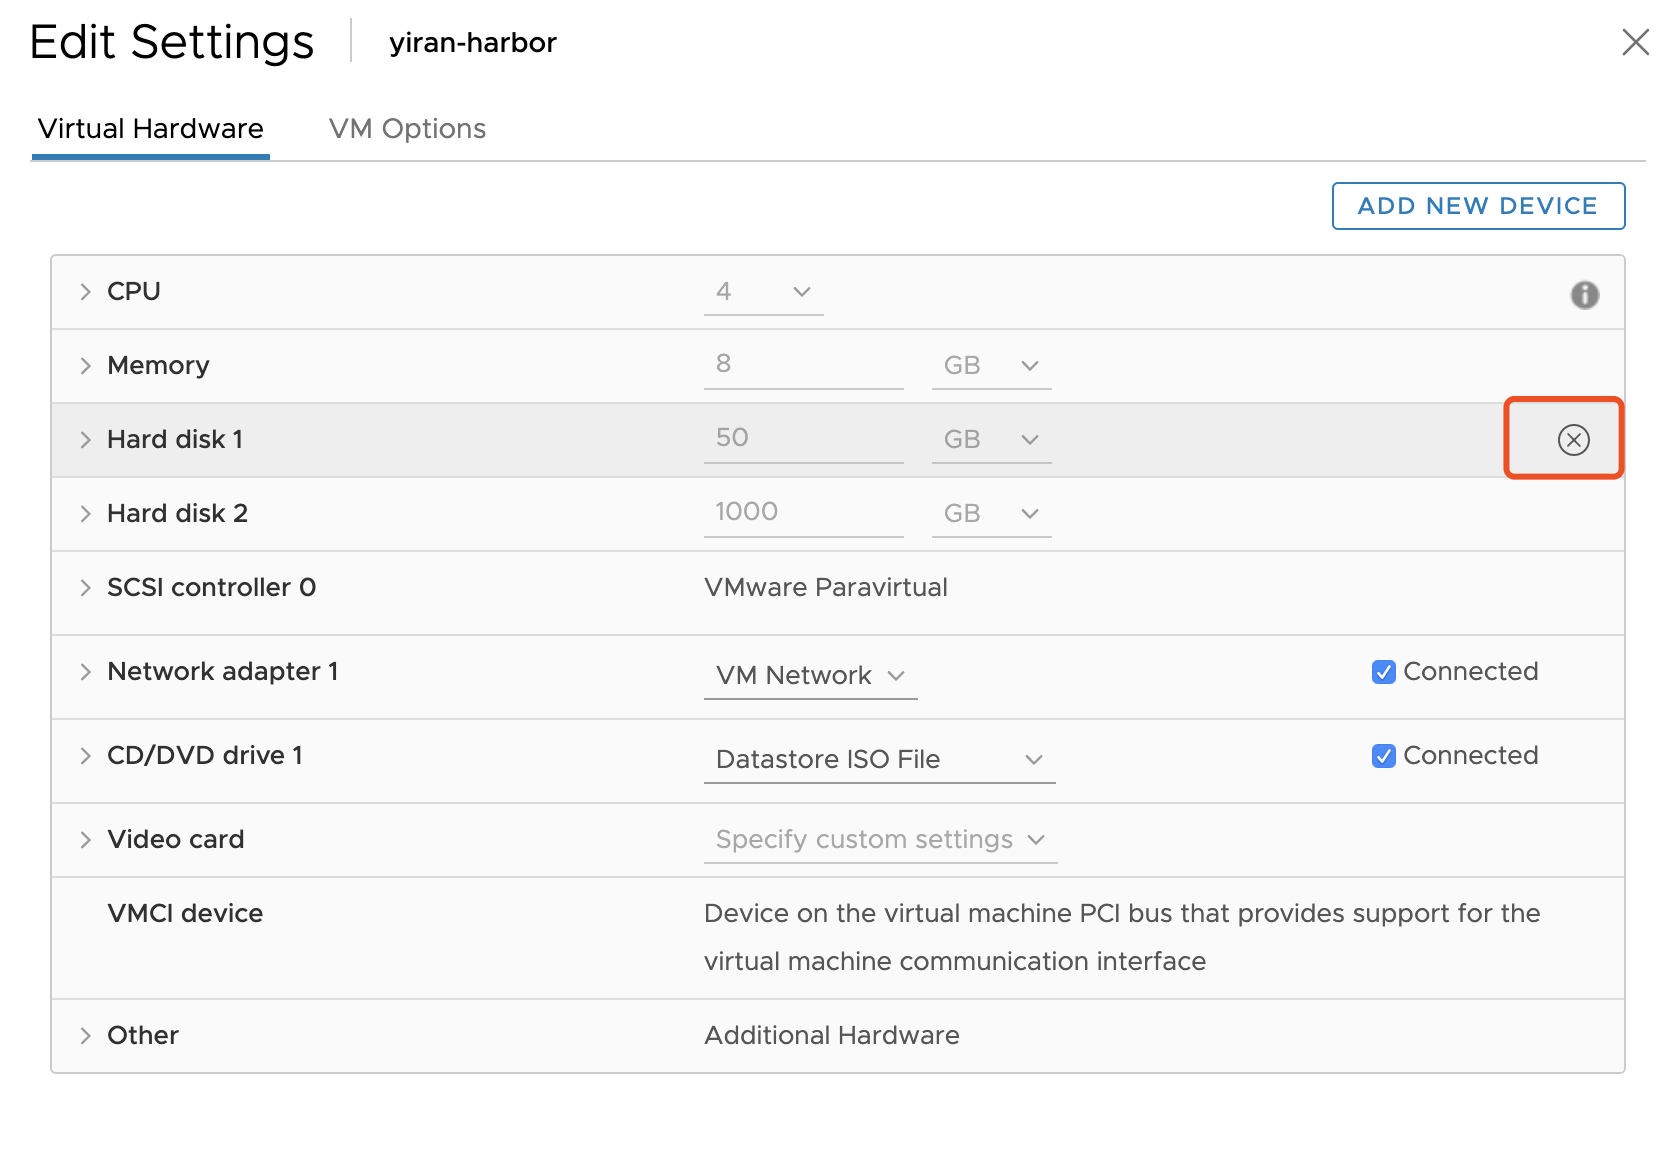 Edit Settings
yiran-harbor
Virtual Hardware
VM Options
ADD NEW DEVICE
CPU
4
Memory
8
GB
Hard disk 1
50
GB
Hard disk 2
1000
GB
SCSI controller 0
VMware Paravirtual
Network adapter 1
VM Network
Connected
CD/DVD drive 1
Datastore ISO File
Connected
Video card
Specify custom settings
VMCI device
Device on the virtual machine PCI bus that provides support for the
virtual machine communication interface
Other
Additional Hardware